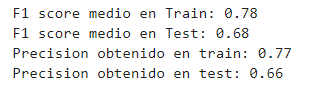 F1 score medio en Train: 0.78
F1 score medio en Test: 0.68
Precision obtenido en train: 0.77
Precision obtenido en test: 0.66